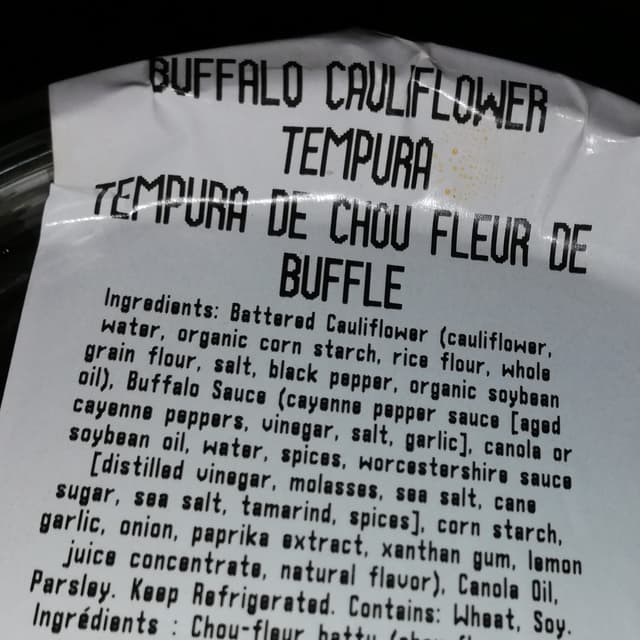 BUFFALO CAULIFLOWER
TEMPURA
TEMPURA DE CHOU FLEUR DE
BUFFLE
Ingredients: Battered Cauliflower (cauliflower,
water, organic corn starch, rice flour, whole
grain flour, salt, black pepper, organic soybean
oil), Buffalo Sauce (cayenne pepper sauce [aged
cayenne peppers, vinegar, salt, garlic], canola or
soybean oil, water, spices, worcestershire sauce
[distilled vinegar, molasses, sea salt, cane
sugar, sea salt, tamarind, spices], corn starch,
garlic, onion, paprika extract, xanthan gum, lemon
juice concentrate, natural flavor), Canola Oil,
Parsley. Keep Refrigerated. Contains: Wheat, Soy.
Ingrédients : Chou-fleur